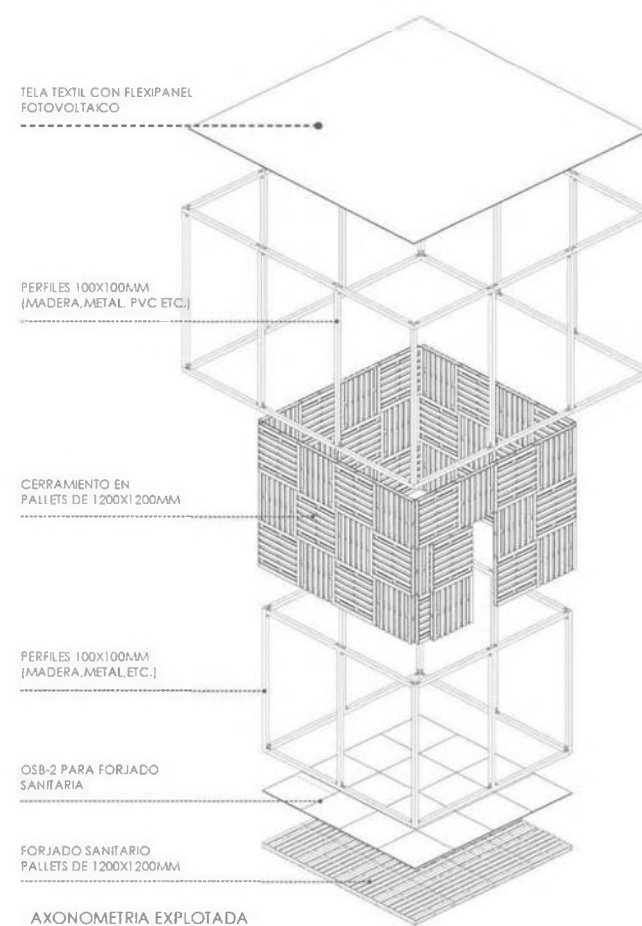 TELA TEXTIL CON FLEXIPANEL
FOTOVOLTAICO
PERFILES 100X100MM
(MADERA,METAL. PVC ETC.)
CERRAMIENTO EN
PALLETS DE 1200X1200MM
PERFILES 100X100MM
(MADERA,METAL,ETC.)
OSB-2 PARA FORJADO
SANITARIA
FORJADO SANITARIO
PALLETS DE 1200X1200MM
AXONOMETRIA EXPLOTADA